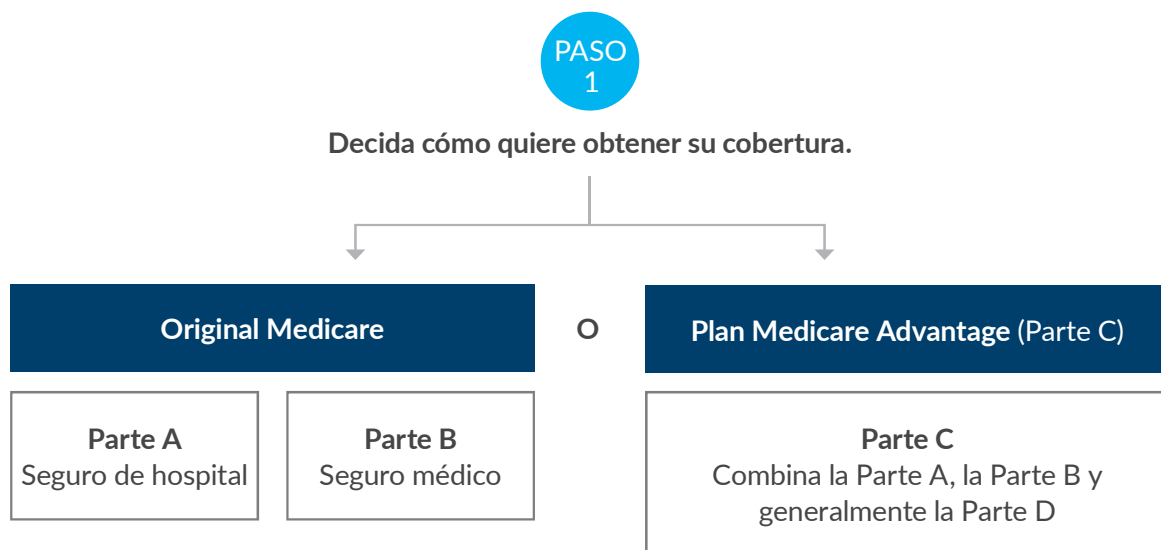 PASO
1
Decida cómo quiere obtener su cobertura.
Original Medicare
O
Plan Medicare Advantage (Parte C)
Parte A
Seguro de hospital
Parte B
Seguro médico
Parte C
Combina la Parte A, la Parte B y
generalmente la Parte D